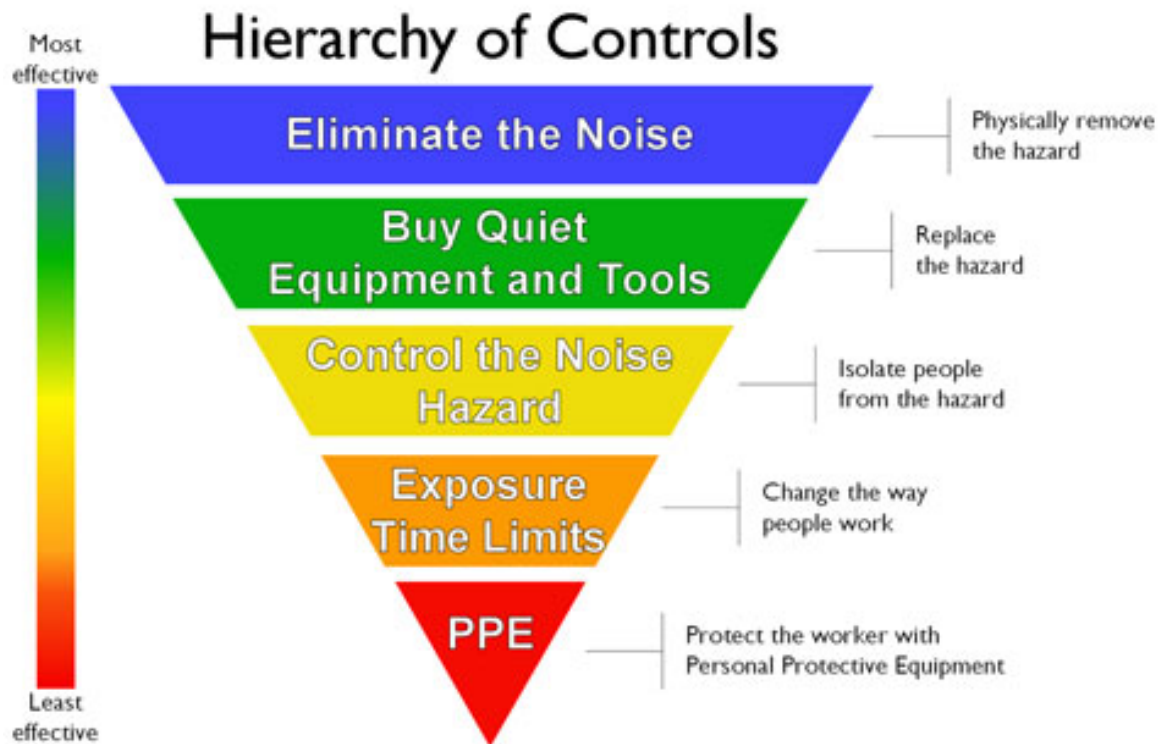 Hierarchy of Controls
Most
effective
Eliminate the Noise
Physically remove
the hazard
Buy Quiet
Equipment and Tools
Replace
the hazard
Control the Noise
Hazard
Isolate people
from the hazard
Exposure
Time Limits
Change the way
people work
PPE
Protect the worker with
Personal Protective Equipment
Least
effective